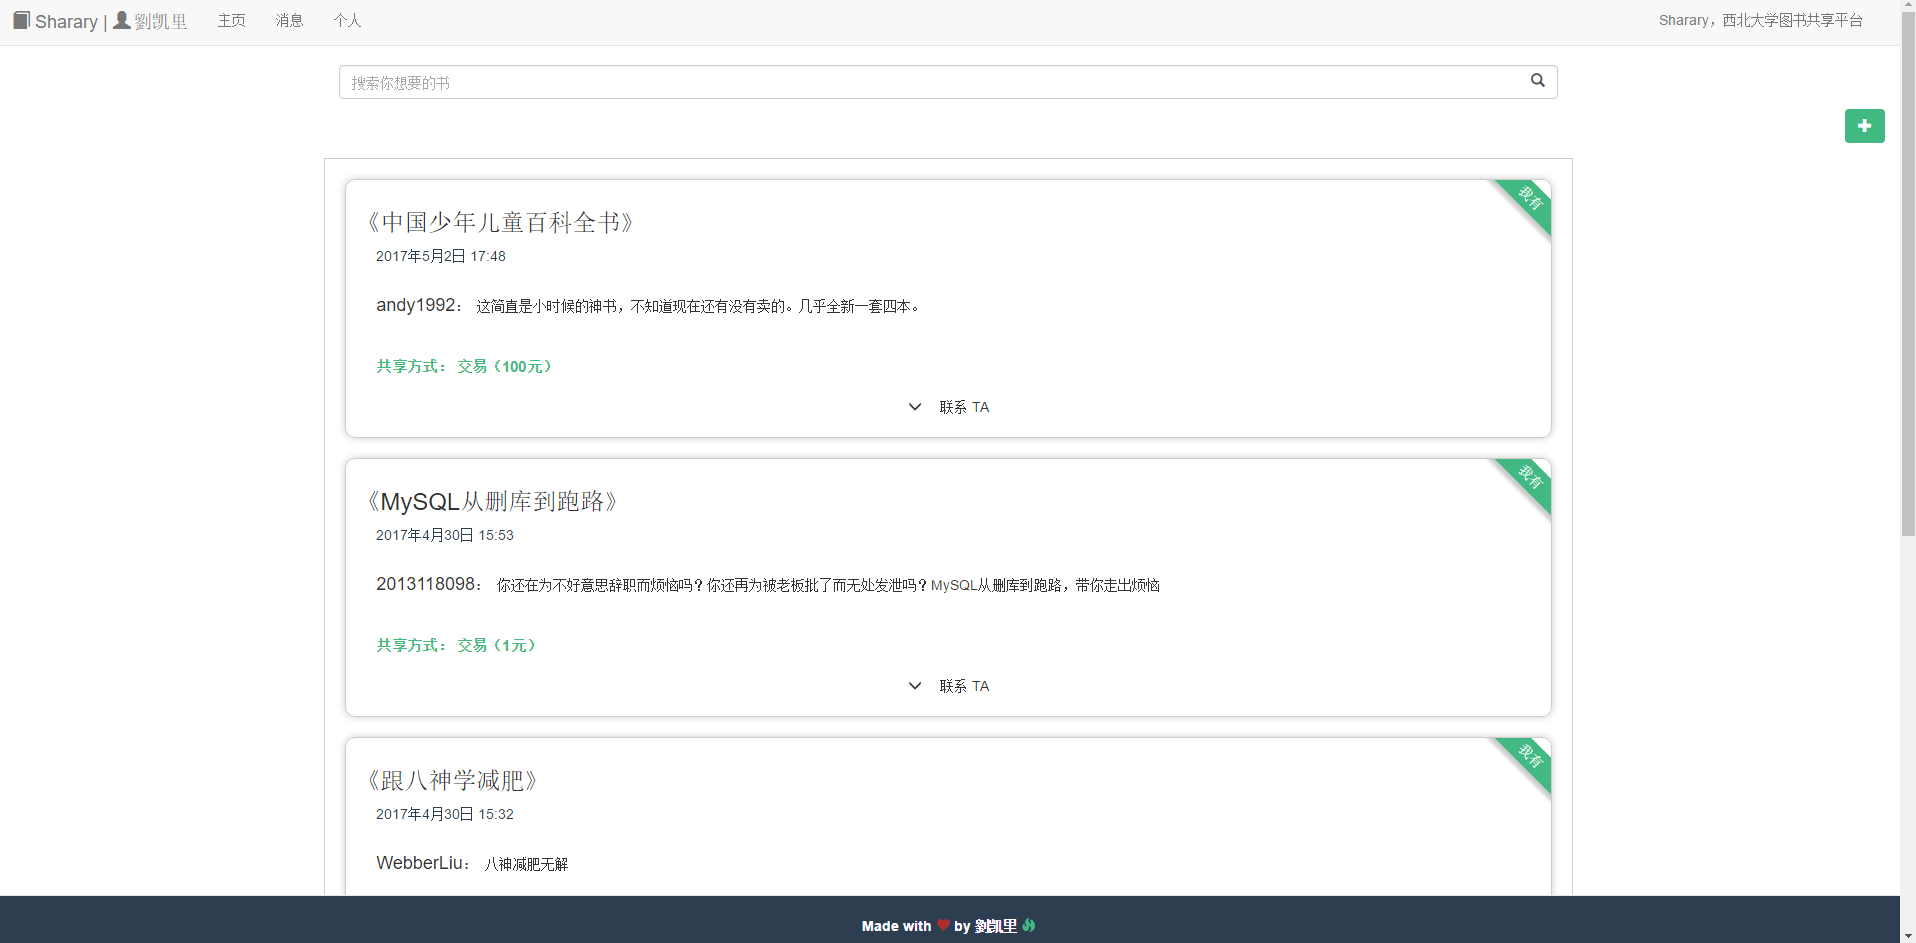 Sharary | 劉凯里 主页 消息 个人 Sharary，西北大学图书共享平台
搜索你想要的书
我有
《中国少年儿童百科全书》
2017年5月2日 17:48
andy1992： 这简直是小时候的神书，不知道现在还有没有卖的。几乎全新一套四本。
共享方式： 交易（100元）
联系 TA
我有
《MySQL从删库到跑路》
2017年4月30日 15:53
2013118098： 你还在为不好意思辞职而烦恼吗？你还再为被老板批了而无处发泄吗？MySQL从删库到跑路，带你走出烦恼
共享方式： 交易（1元）
联系 TA
我有
《跟八神学减肥》
2017年4月30日 15:32
WebberLiu： 八神减肥无解
Made with ❤ by 劉凯里